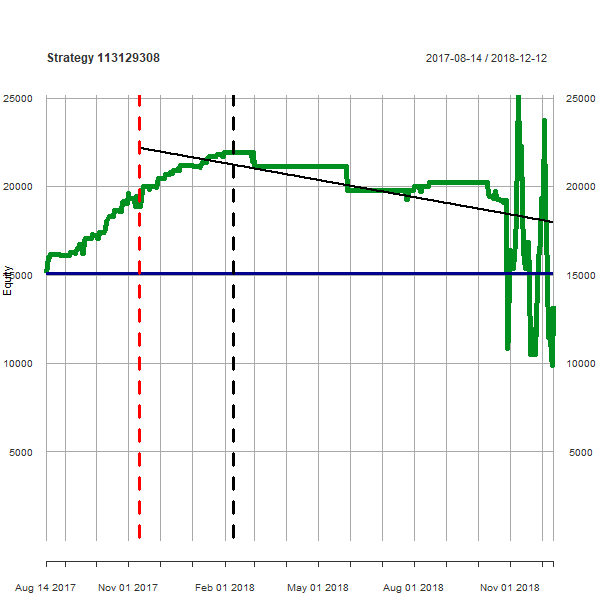 Strategy 113129308
2017-08-14 / 2018-12-12
25000
25000
20000
20000
15000
15000
Equity
10000
10000
5000
5000
Aug 14 2017
Nov 01 2017
Feb 01 2018
May 01 2018
Aug 01 2018
Nov 01 2018